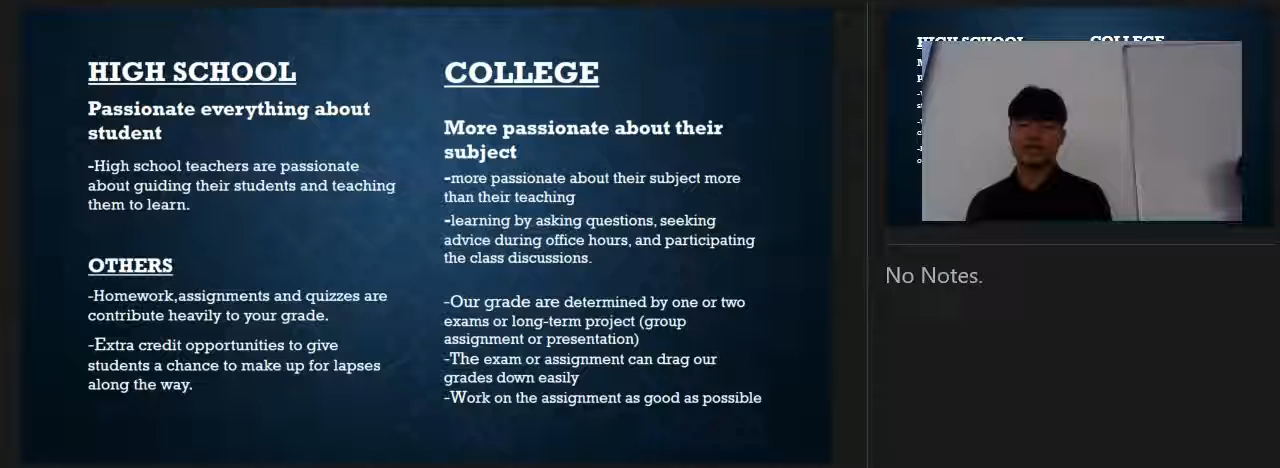 HIGH SCHOOL
Passionate everything about
student
-High school teachers are passionate
about guiding their students and teaching
them to learn.
OTHERS
-Homework,assignments and quizzes are
contribute heavily to your grade.
-Extra credit opportunities to give
students a chance to make up for lapses
along the way.
COLLEGE
More passionate about their
subject
-more passionate about their subject more
than their teaching
-learning by asking questions, seeking
advice during office hours, and participating
the class discussions.
-Our grade are determined by one or two
exams or long-term project (group
assignment or presentation)
-The exam or assignment can drag our
grades down easily
-Work on the assignment as good as possible
HIGH SCHOOL
COLLEGE
No Notes.